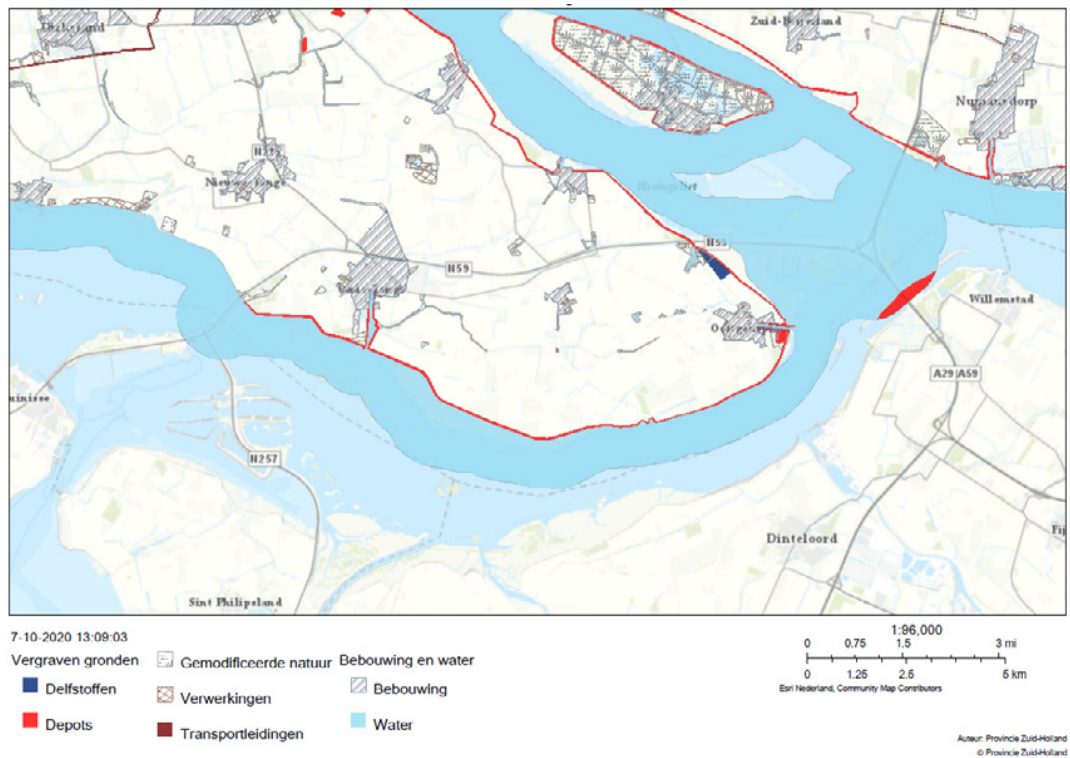 Zuid-Beijerland
Numansdorp
N215
Haringvliet
N59
N59
Willemstad
A29 A59
uinisse
N257
Dinteloord
Fij
Sint Philipsland
7-10-2020 13:09:03
Vergraven gronden
Delfstoffen
Depots
Gemodificeerde natuur
Verwerkingen
Transportleidingen
Bebouwing en water
Bebouwing
Water
1:96,000
0 0.75 1.5 3 mi
0 1.25 2.5 5 km
Esri Nederland, Community Map Contributors
Auteur: Provincie Zuid-Holland
© Provincie Zuid-Holland